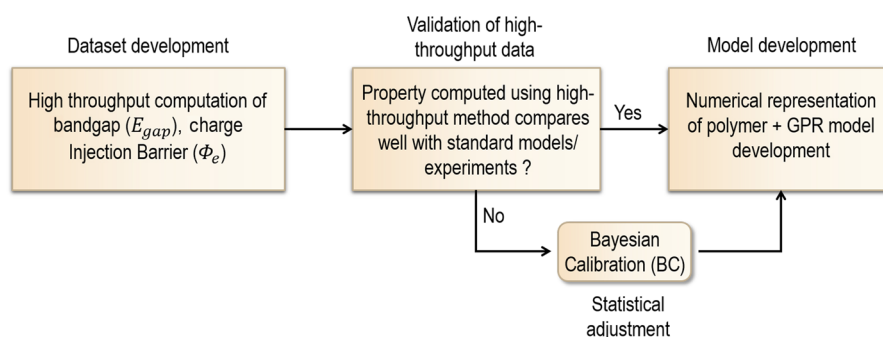 Dataset development
High throughput computation of
bandgap (E_gap), charge
Injection Barrier (Φ_e)
Validation of high-
throughput data
Property computed using high-
throughput method compares
well with standard models/
experiments ?
Yes
No
Model development
Numerical representation
of polymer + GPR model
development
Bayesian
Calibration (BC)
Statistical
adjustment